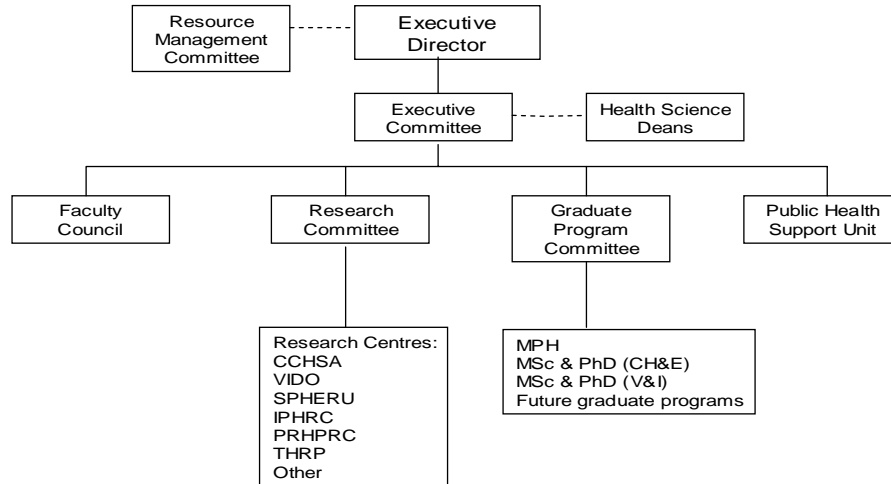 Resource
Management
Committee
Executive
Director
Executive
Committee
Health Science
Deans
Faculty
Council
Research
Committee
Graduate
Program
Committee
Public Health
Support Unit
Research Centres:
CCHSA
VIDO
SPHERU
IPHRC
PRHPRC
THRP
Other
MPH
MSc & PhD (CH&E)
MSc & PhD (V&I)
Future graduate programs